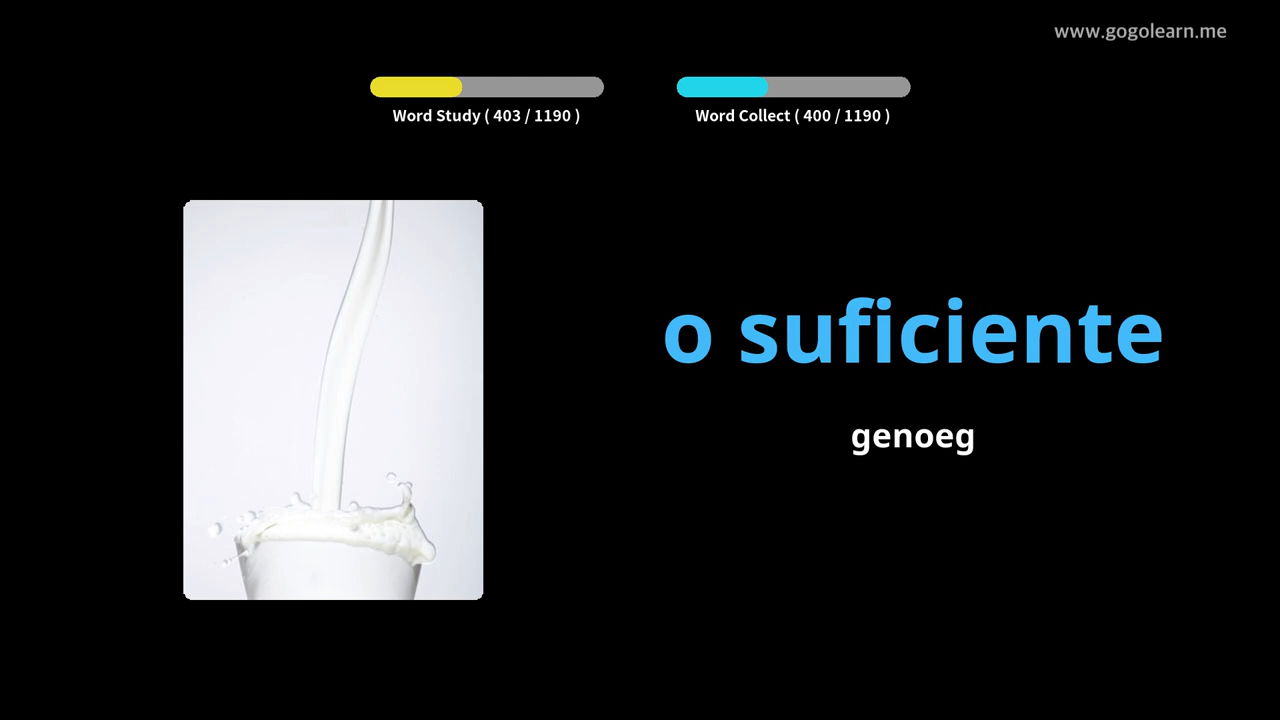 www.gogolearn.me
Word Study ( 403 / 1190 )
Word Collect ( 400 / 1190 )
o suficiente
genoeg